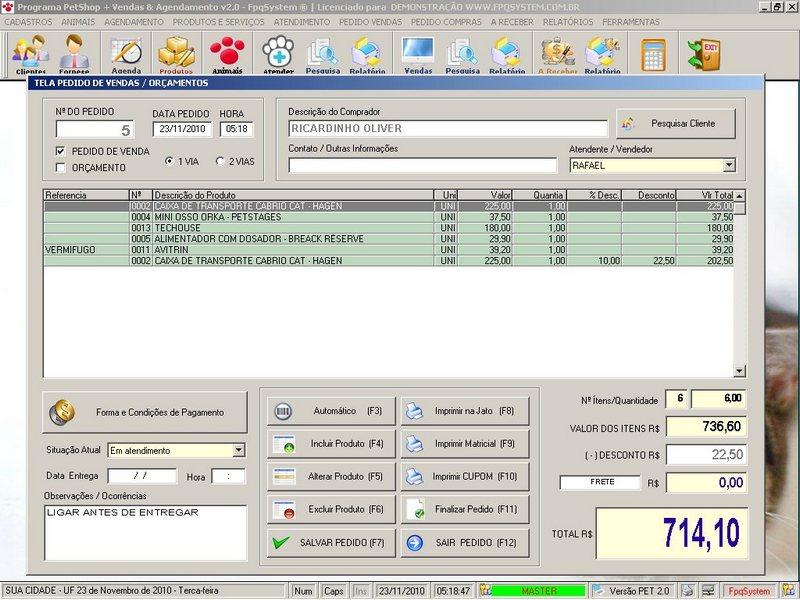 Programa PetShop + Vendas & Agendamento v2.0 - FpqSystem ® | Licenciado para DEMONSTRAÇÃO WWW.FPQSYSTEM.COM.BR
CADASTROS ANIMAIS AGENDAMENTO PRODUTOS E SERVIÇOS ATENDIMENTO PEDIDO VENDAS PEDIDO COMPRAS A RECEBER RELATÓRIOS FERRAMENTAS
Clientes Fornece Agenda Produtos Animais Atender Pesquisa Relatório Vendas Pesquisa Relatório A Receber Relatório EXIT
TELA PEDIDO DE VENDAS / ORÇAMENTOS
Nº DO PEDIDO DATA PEDIDO HORA
5 23/11/2010 05:18
PEDIDO DE VENDA
ORÇAMENTO
1 VIA 2 VIAS
Descrição do Comprador
RICARDINHO OLIVER
Pesquisar Cliente
Contato / Outras Informações
Atendente / Vendedor
RAFAEL
Referencia Nº Descrição do Produto Uni Valor Quantia % Desc. Desconto Vlr Total
0002 CAIXA DE TRANSPORTE CABRIO CAT - HAGEN UNI 225,00 1,00 225,00
0004 MINI OSSO ORKA - PETSTAGES UNI 37,50 1,00 37,50
0013 TECHOUSE UNI 180,00 1,00 180,00
0005 ALIMENTADOR COM DOSADOR - BREACK RESERVE UNI 29,90 1,00 29,90
VERMIFUGO 0011 AVITRIN UNI 39,20 1,00 39,20
0002 CAIXA DE TRANSPORTE CABRIO CAT - HAGEN UNI 225,00 1,00 10,00 22,50 202,50
Forma e Condições de Pagamento
Situação Atual Em atendimento
Data Entrega / / Hora :
Observações / Ocorrências
LIGAR ANTES DE ENTREGAR
Automático (F3) Imprimir na Jato (F8)
Incluir Produto (F4) Imprimir Matricial (F9)
Alterar Produto (F5) Imprimir CUPOM (F10)
Excluir Produto (F6) Finalizar Pedido (F11)
SALVAR PEDIDO (F7) SAIR PEDIDO (F12)
Nº Ítens/Quantidade 6 6,00
VALOR DOS ITENS R$ 736,60
( - ) DESCONTO R$ 22,50
FRETE R$ 0,00
TOTAL R$ 714,10
SUA CIDADE - UF 23 de Novembro de 2010 - Terca-feira Num Caps Ins 23/11/2010 05:18:47 MASTER Versão PET 2.0 FpqSystem